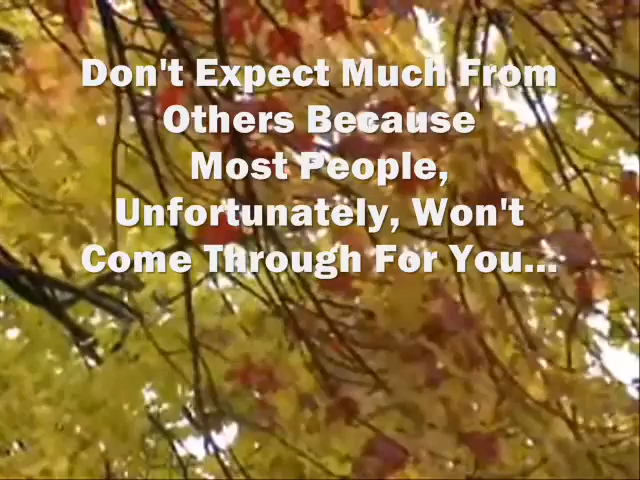 Don't Expect Much From
Others Because
Most People,
Unfortunately, Won't
Come Through For You...